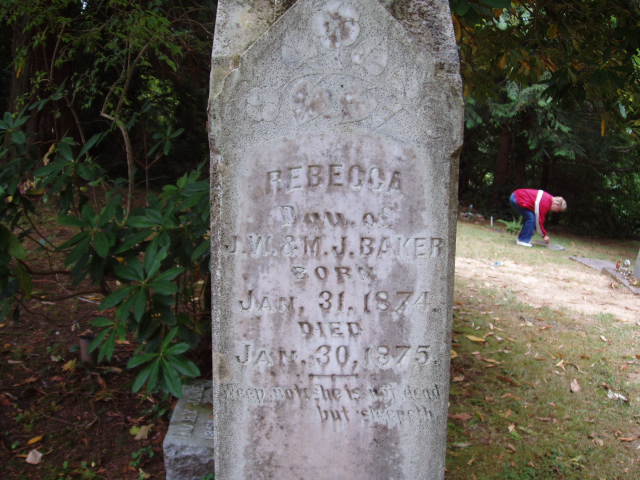 REBECCA
Dau. of
J.W. & M.J. BAKER
BORN
JAN. 31, 1874.
DIED
JAN. 30, 1875.
Weep not: she is not dead
but sleepeth.